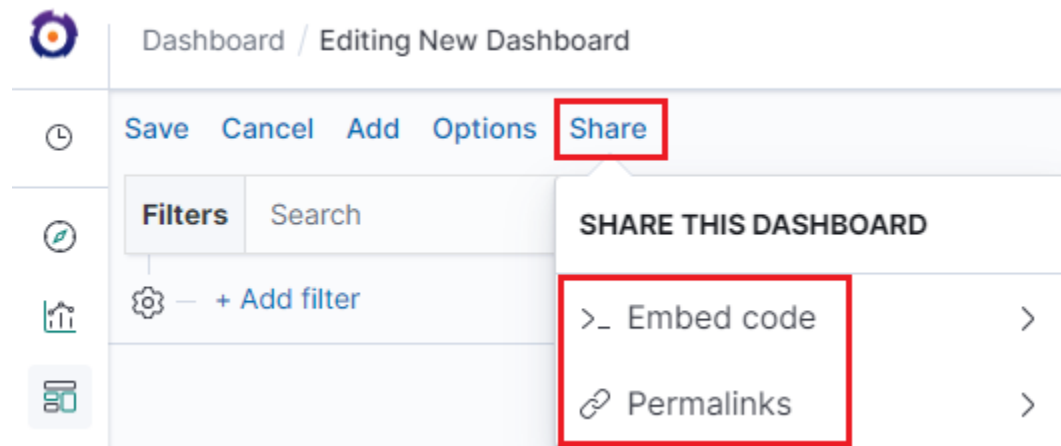 Dashboard / Editing New Dashboard
Save Cancel Add Options Share
Filters Search
SHARE THIS DASHBOARD
+ Add filter
>_ Embed code
Permalinks